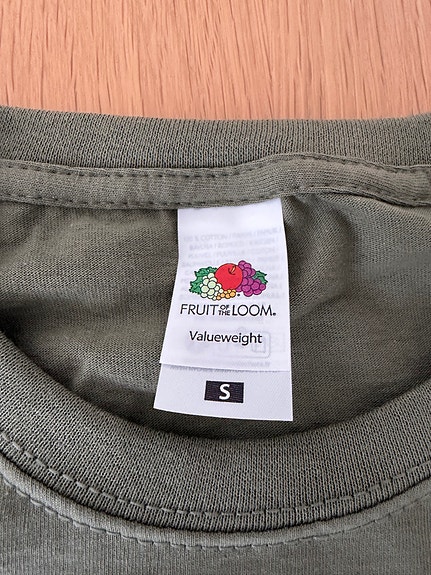 FRUIT OF THE LOOM®
Valueweight
S